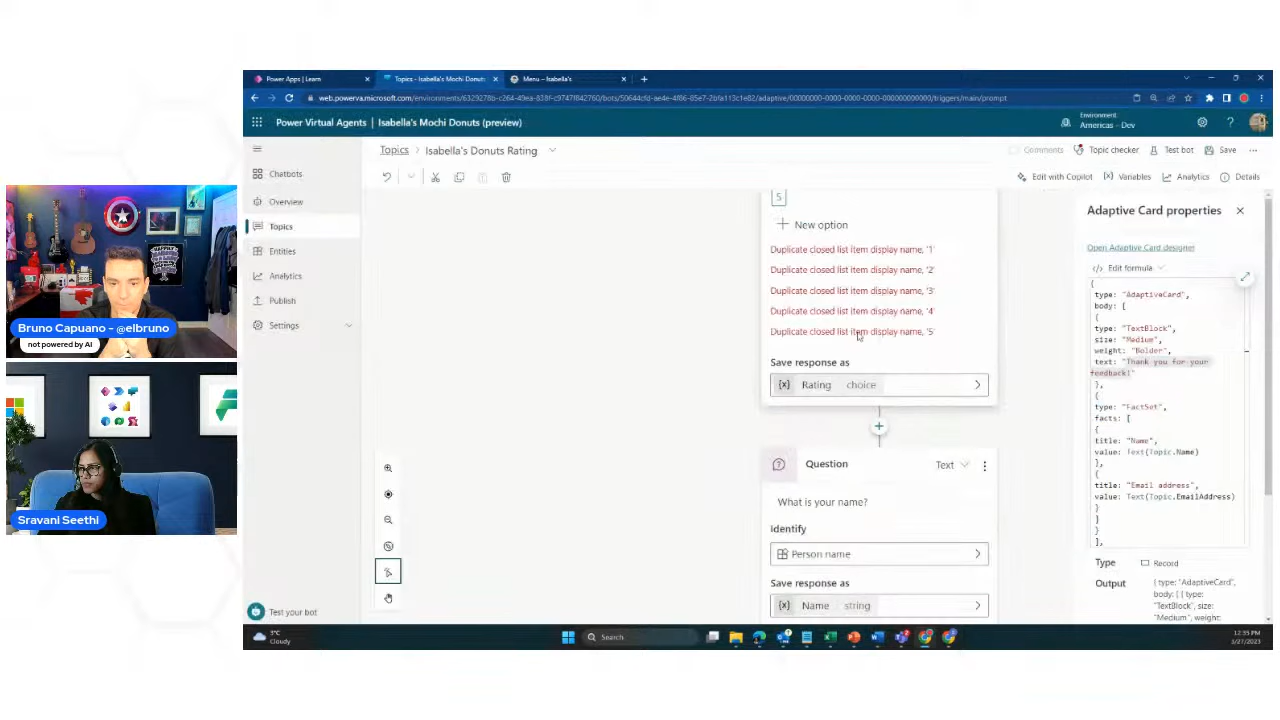 Power Apps | Learn
Topics - Isabella's Mochi Donuts
Menu – Isabella's
Power Virtual Agents | Isabella's Mochi Donuts (preview)
Environment
Americas - Dev
Topics > Isabella's Donuts Rating
Comments
Topic checker
Test bot
Save
Edit with Copilot
Variables
Analytics
Details
Chatbots
Overview
Topics
Entities
Analytics
Publish
Settings
Test your bot
5
New option
Duplicate closed list item display name, '1'
Duplicate closed list item display name, '2'
Duplicate closed list item display name, '3'
Duplicate closed list item display name, '4'
Duplicate closed list item display name, '5'
Save response as
{x} Rating choice
Question
Text
What is your name?
Identify
Person name
Save response as
{x} Name string
Adaptive Card properties
Open Adaptive Card designer
</> Edit formula
{
type: "AdaptiveCard",
body: [
{
type: "TextBlock",
size: "Medium",
weight: "Bolder",
text: "Thank you for your
feedback!"
},
{
type: "FactSet",
facts: [
{
title: "Name",
value: Text(Topic.Name)
},
{
title: "Email address",
value: Text(Topic.EmailAddress)
}
]
}
],
Type
Record
Output
{ type: "AdaptiveCard",
body: [ { type:
"TextBlock", size:
"Medium", weight:
Bruno Capuano - @elbruno
not powered by AI
Sravani Seethi
3°C
Cloudy
Search
12:35 PM
3/27/2023